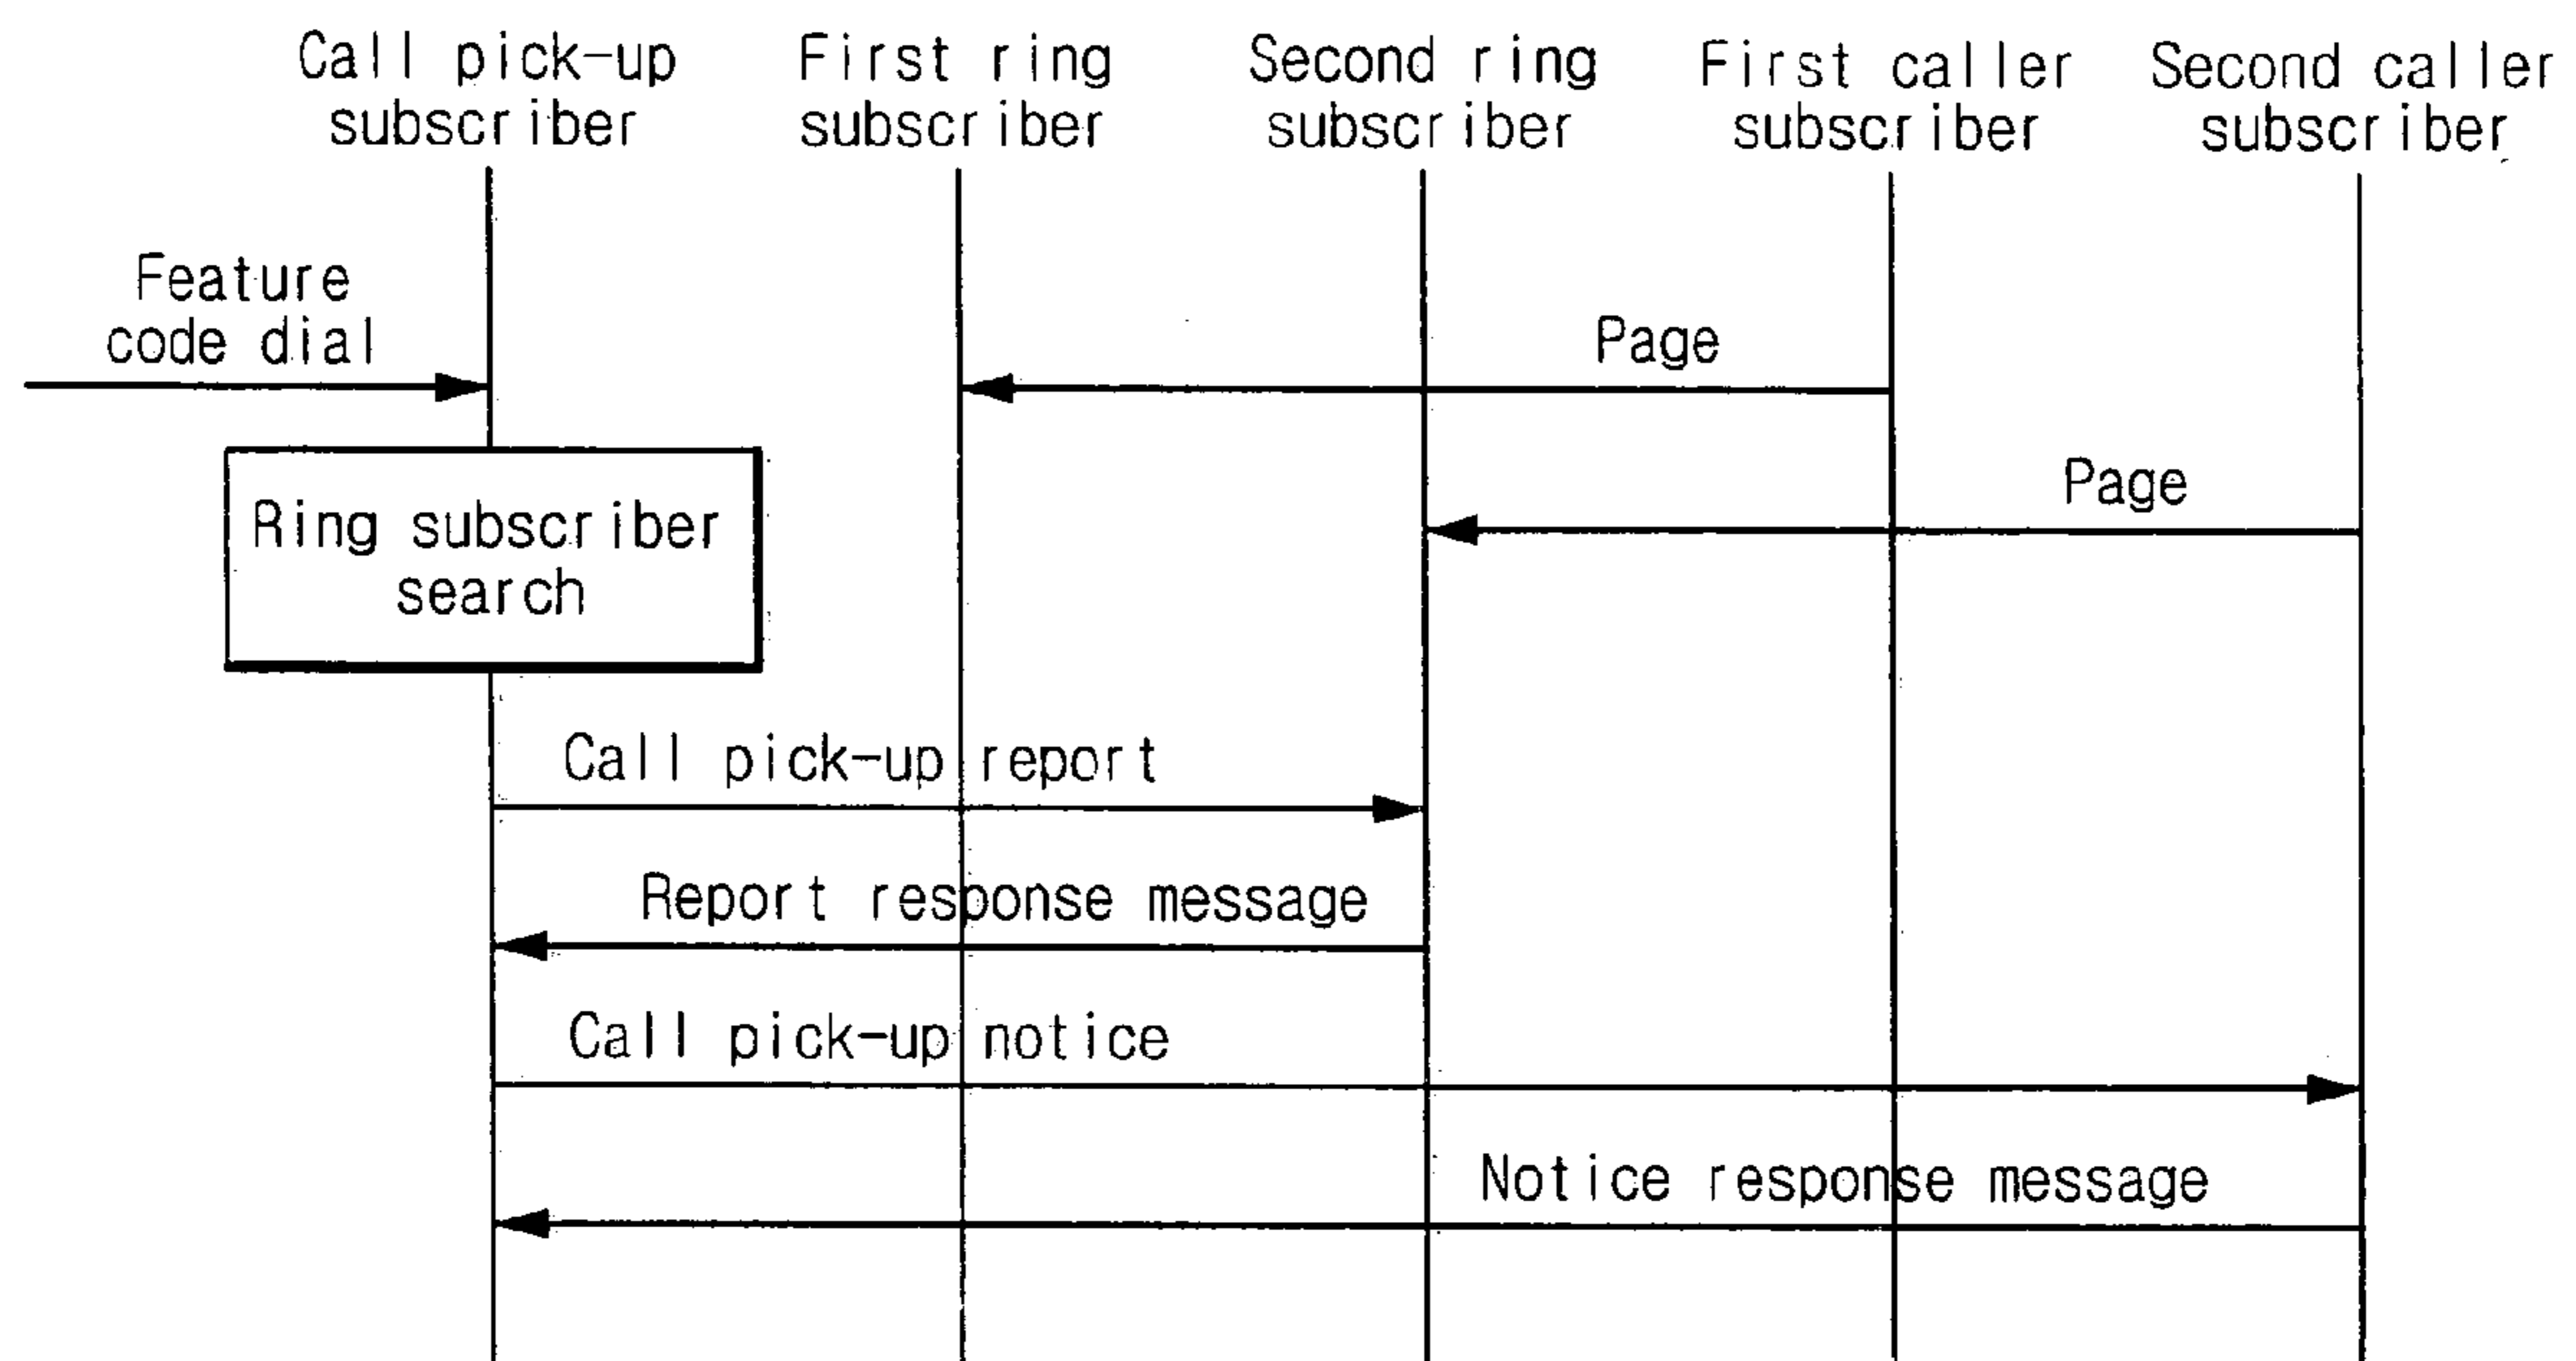 Call pick-up
subscriber
First ring
subscriber
Second ring
subscriber
First caller
subscriber
Second caller
subscriber
Feature
code dial
Page
Page
Ring subscriber
search
Call pick-up report
Report response message
Call pick-up notice
Notice response message